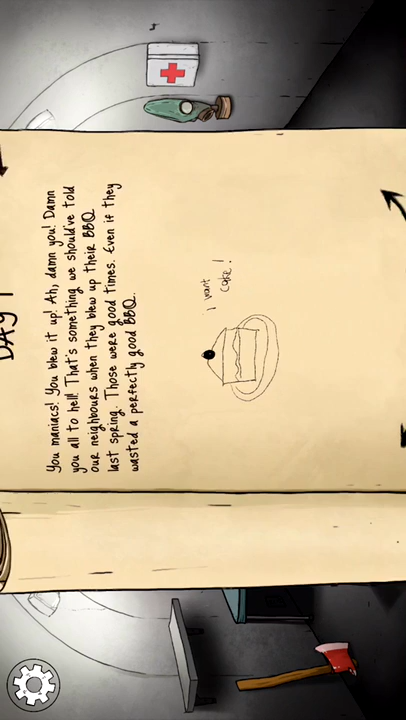 DAY 1
You maniacs! You blew it up! Ah, damn you! Damn
you all to hell! That's something we should've told
our neighbours when they blew up their BBQ
last spring. Those were good times. Even if they
wasted a perfectly good BBQ.
I want
cake!